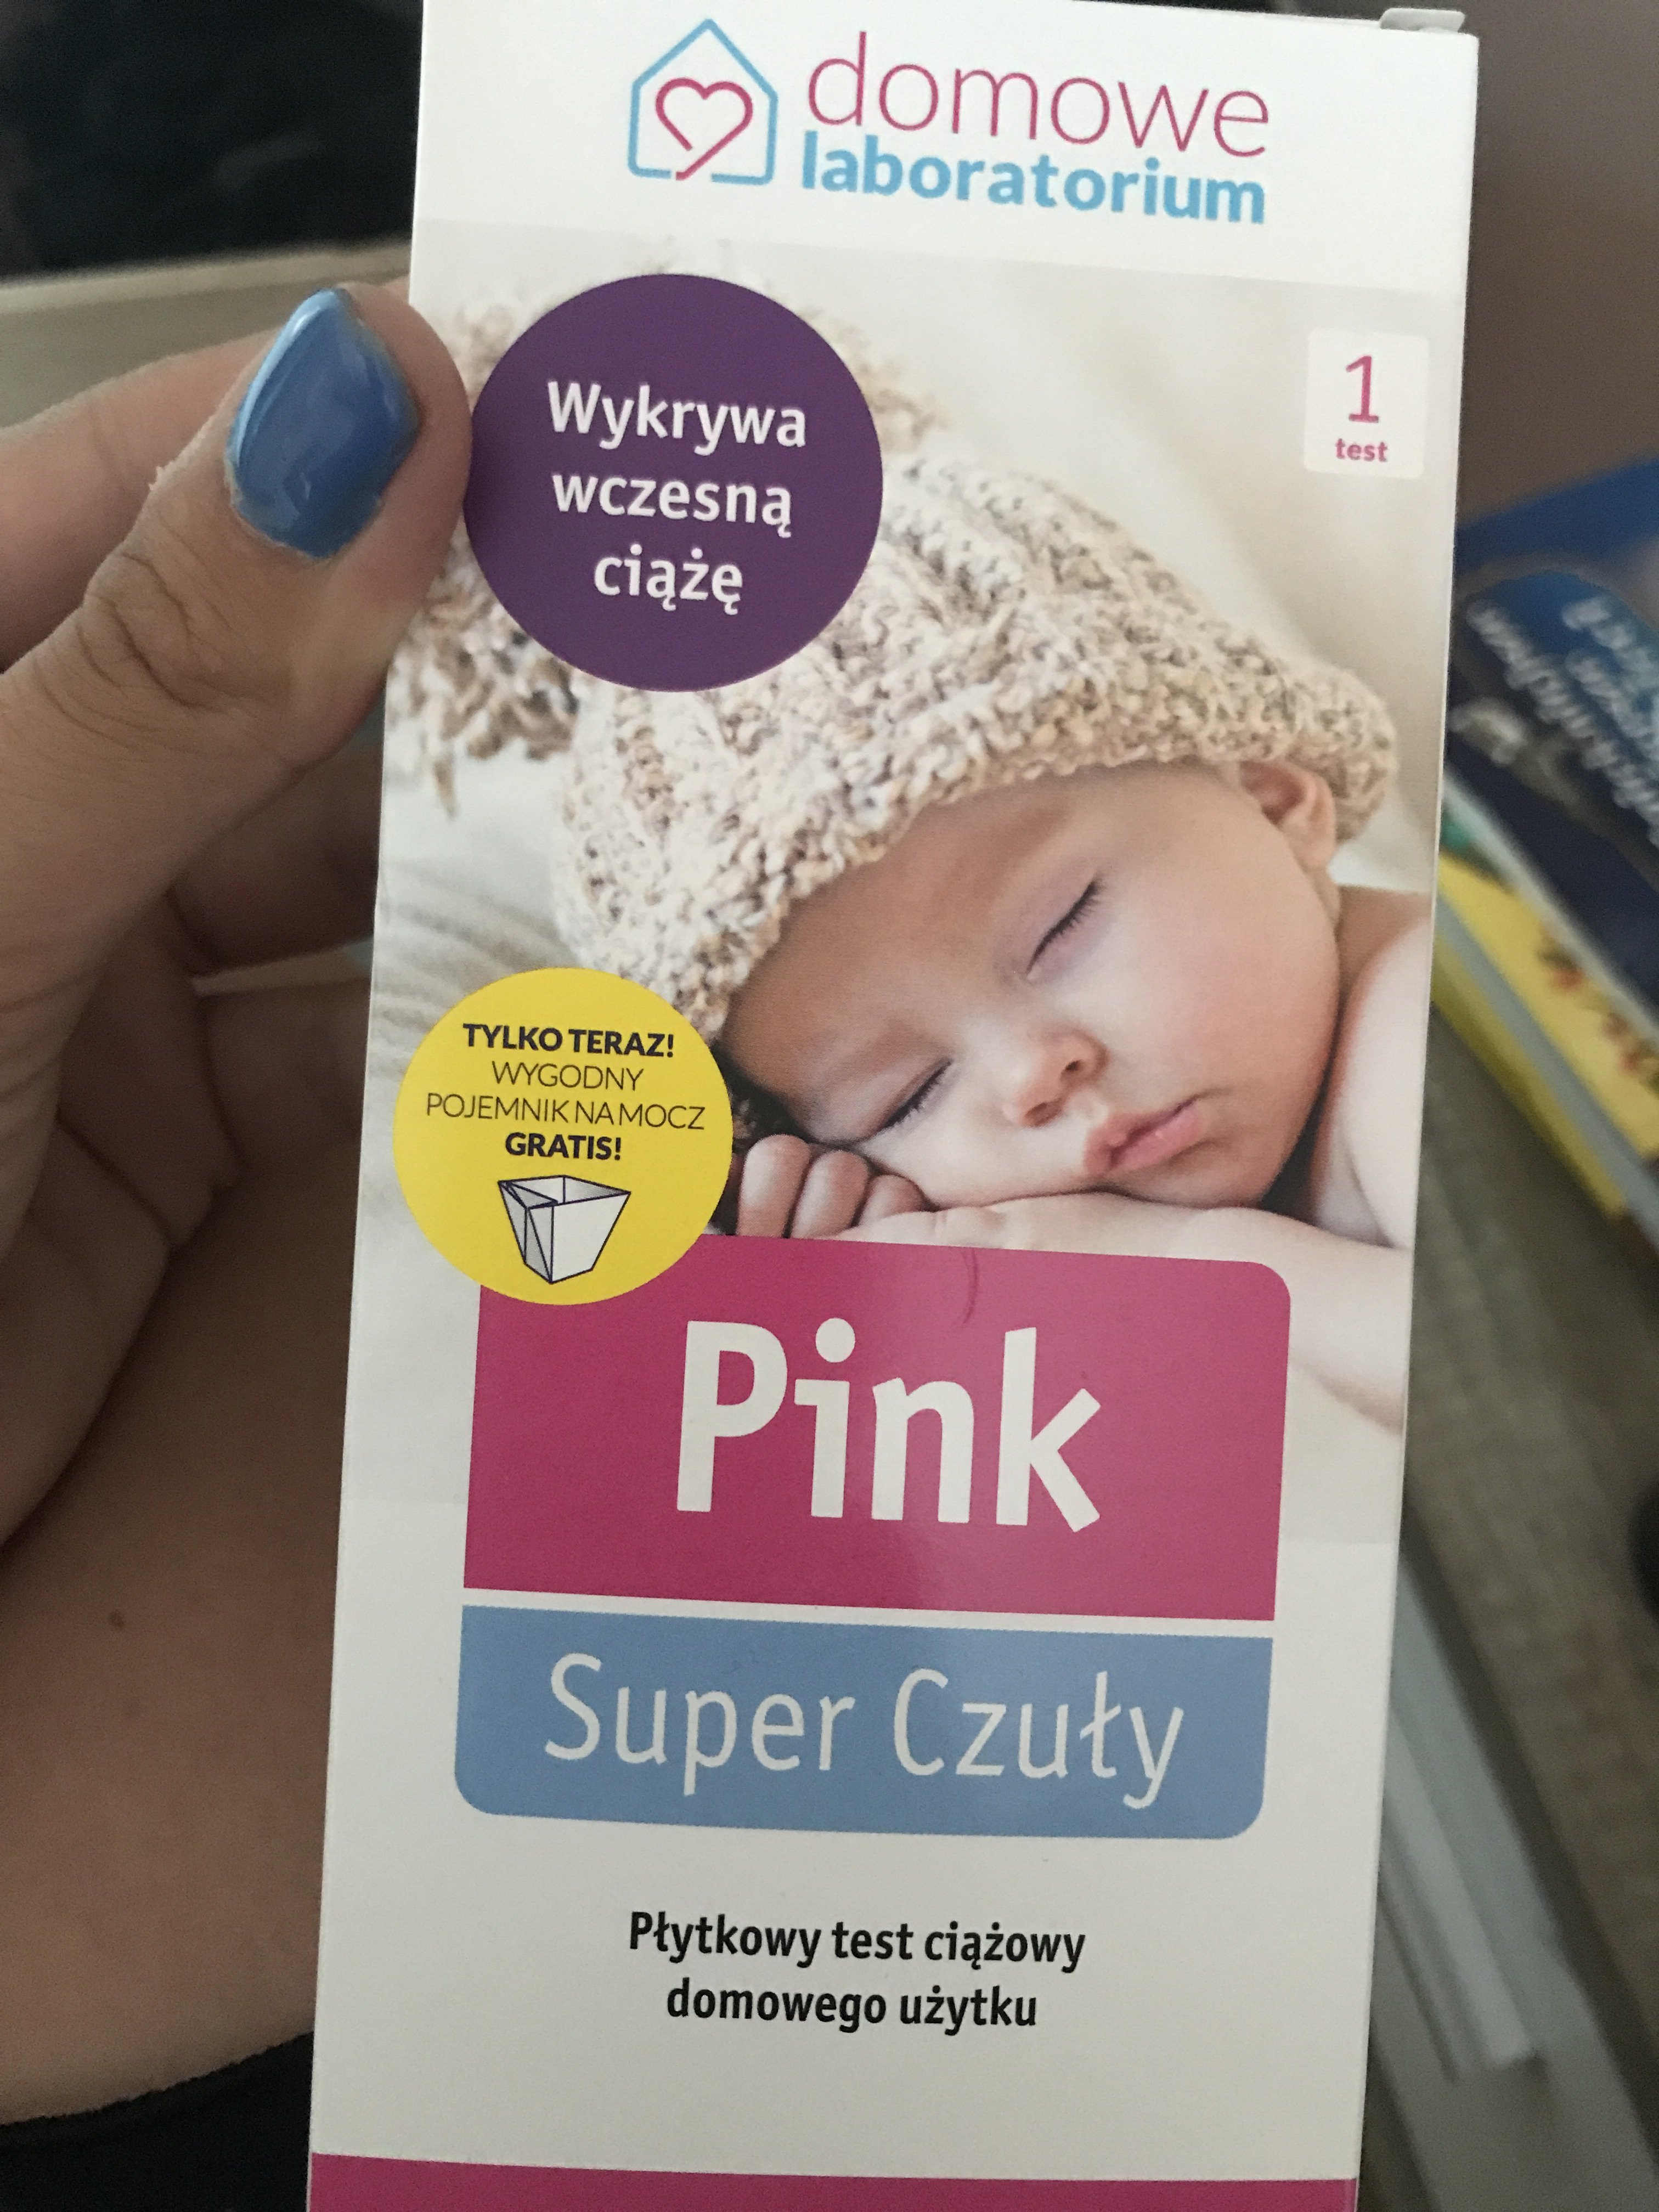 domowe
laboratorium
Wykrywa
wczesną
ciążę
1
test
TYLKO TERAZ!
WYGODNY
POJEMNIK NA MOCZ
GRATIS!
Pink
Super Czuły
Płytkowy test ciążowy
domowego użytku